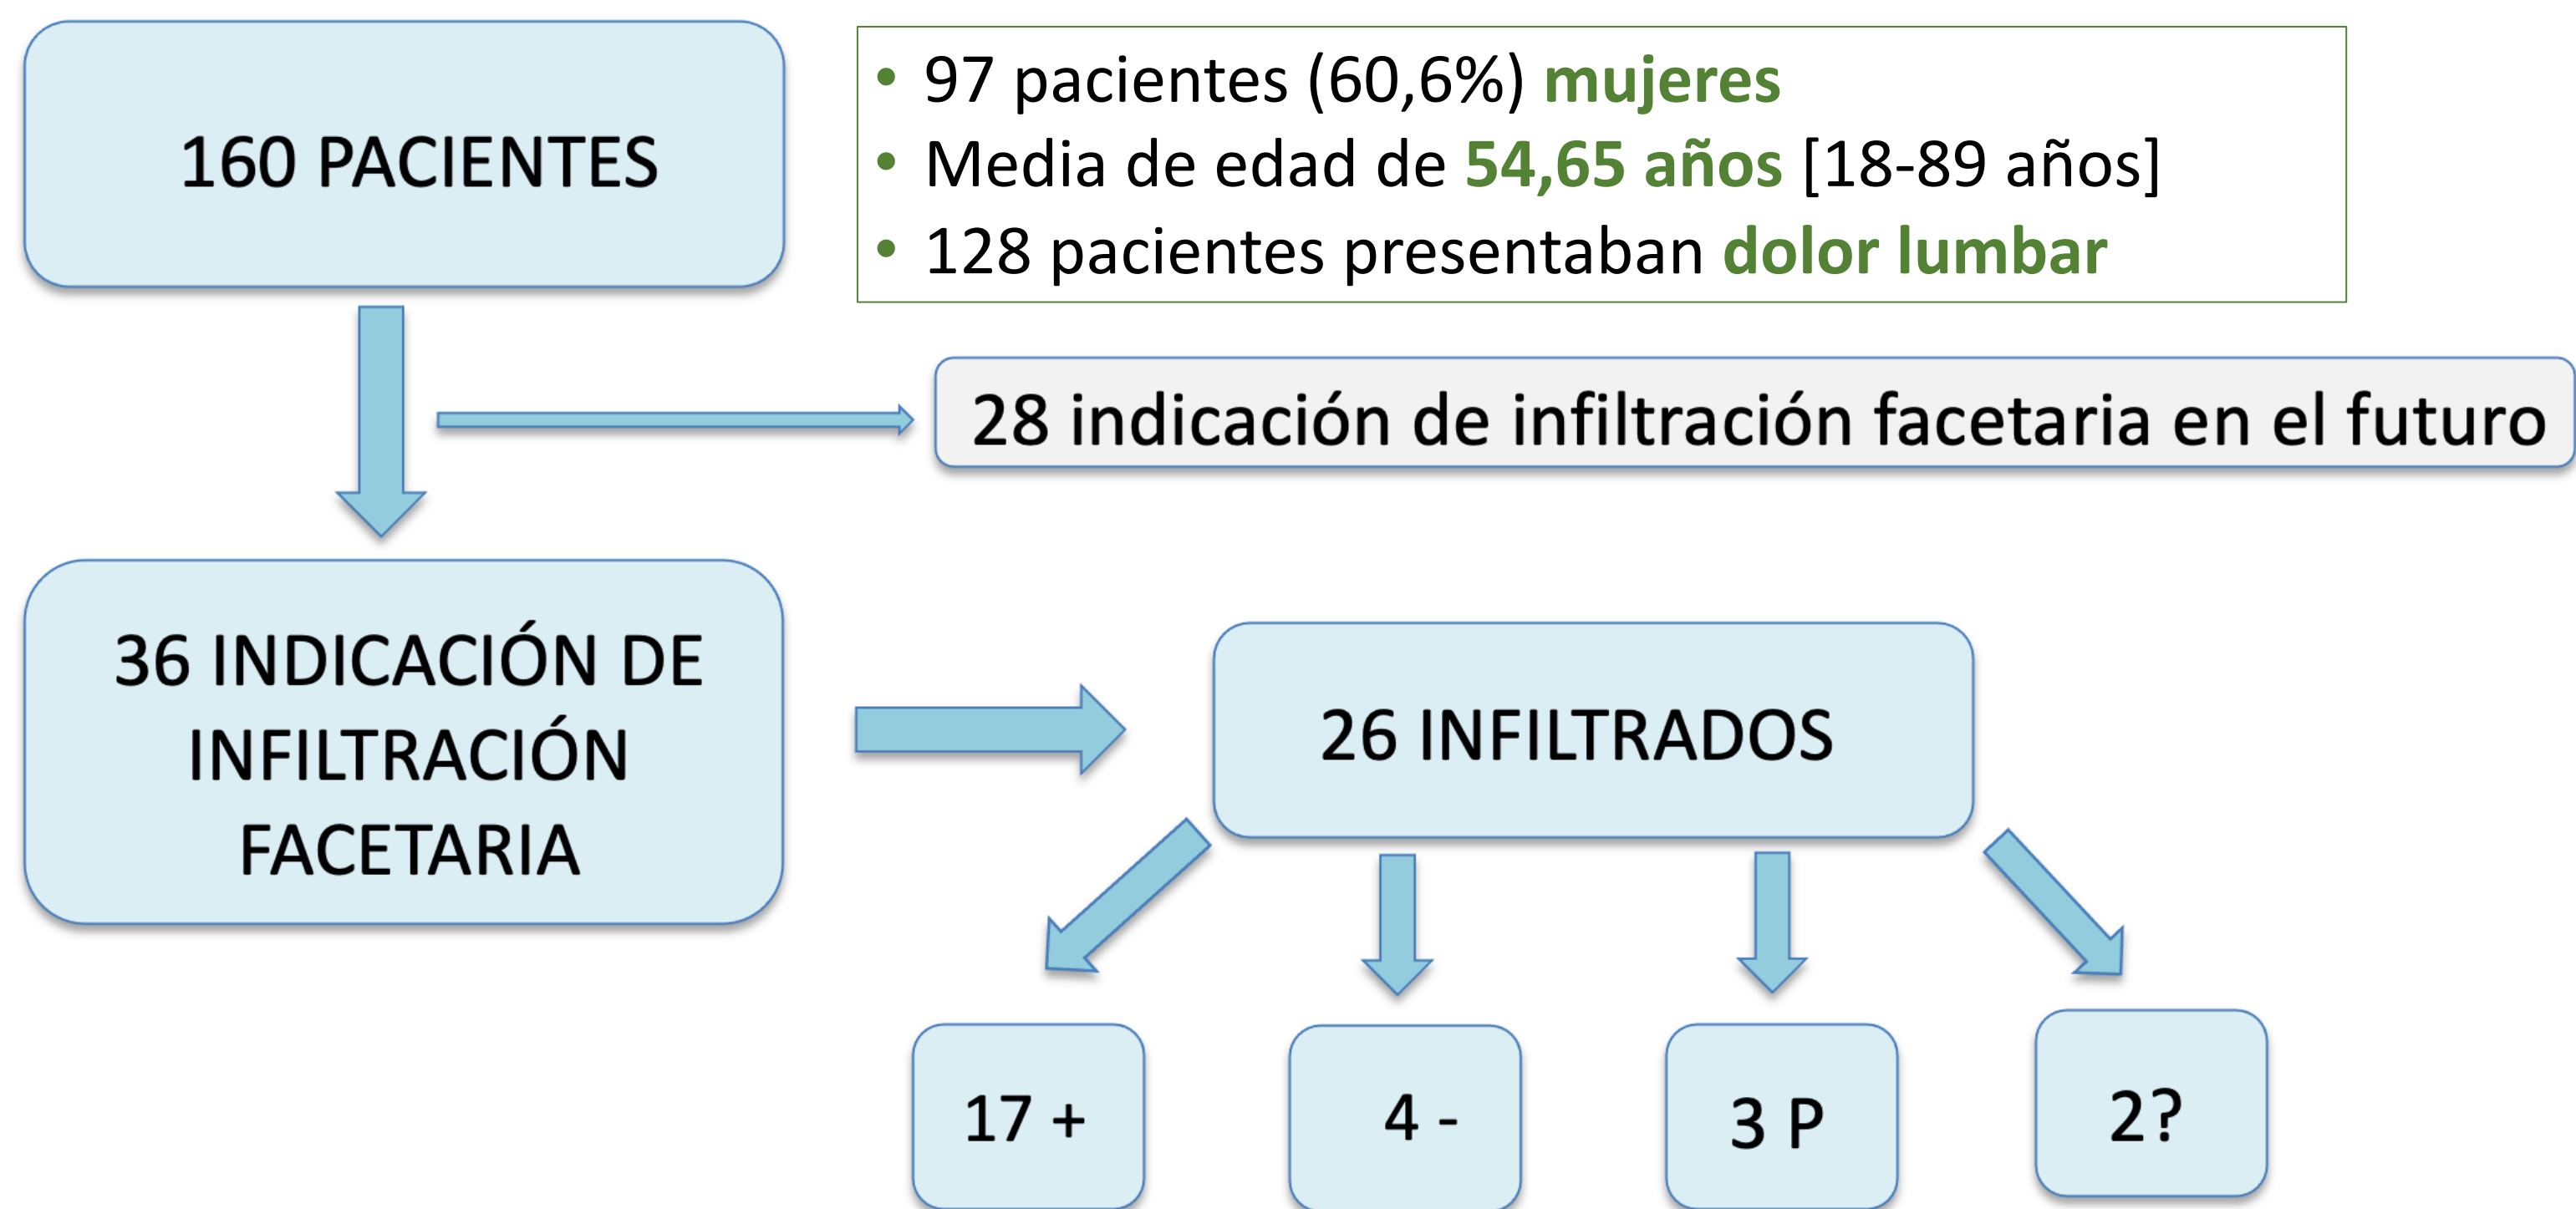 160 PACIENTES
• 97 pacientes (60,6%) mujeres
• Media de edad de 54,65 años [18-89 años]
• 128 pacientes presentaban dolor lumbar
28 indicación de infiltración facetaria en el futuro
36 INDICACIÓN DE
INFILTRACIÓN
FACETARIA
26 INFILTRADOS
17 +
4 -
3 P
2?